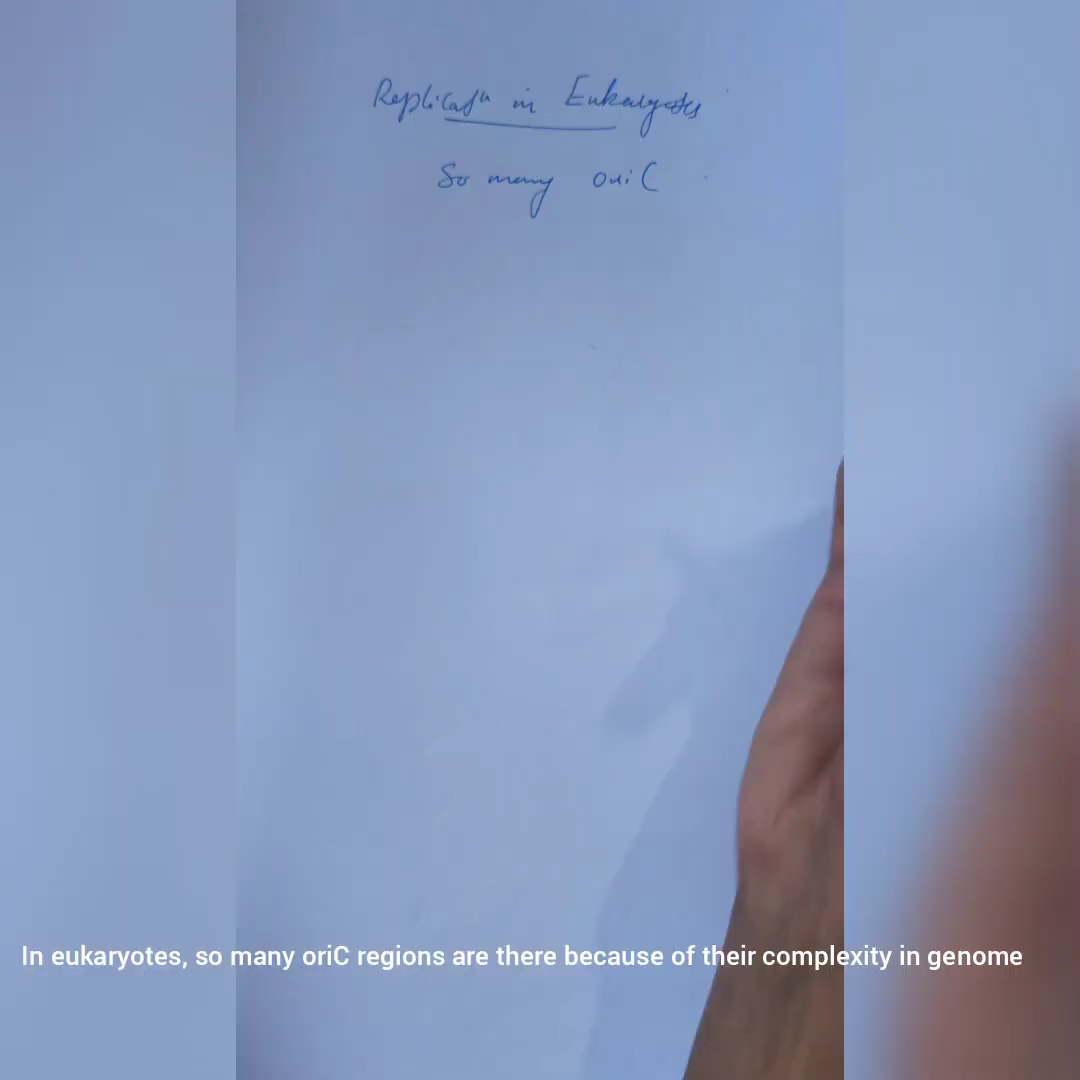 Replicatn in Eukaryotes
So many oriC
In eukaryotes, so many oriC regions are there because of their complexity in genome